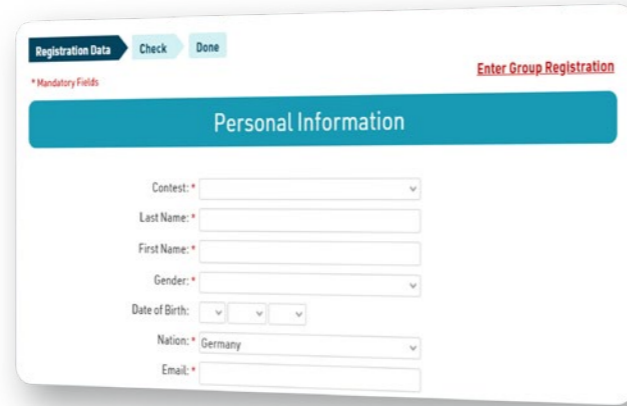 Registration Data Check Done
* Mandatory Fields
Enter Group Registration
Personal Information
Contest: *
Last Name: *
First Name: *
Gender: *
Date of Birth:
Nation: * Germany
Email: *